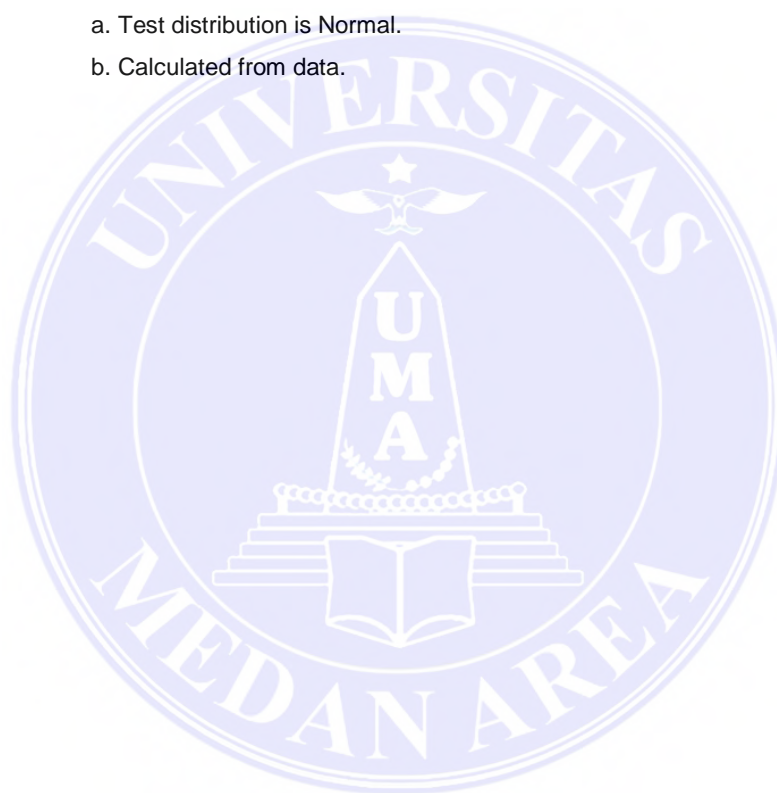 a. Test distribution is Normal.
b. Calculated from data.
UNIVERSITAS
U
M
A
MEDAN AREA